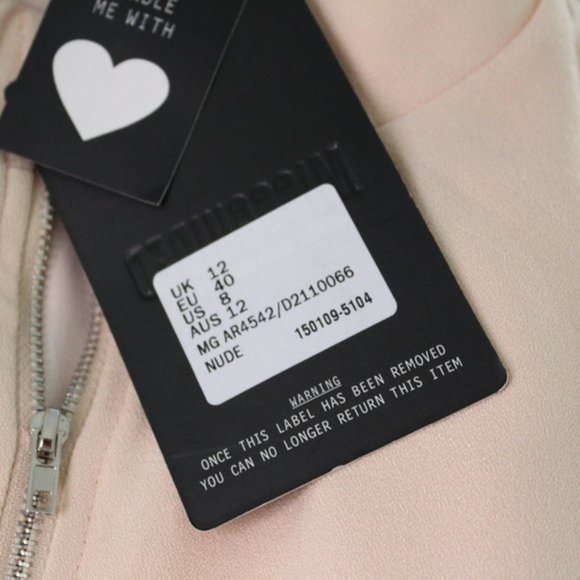 ME WITH
UK 12
EU 40
US 8
AUS 12
MG AR4542/D2110066
NUDE 150109-5104
WARNING
ONCE THIS LABEL HAS BEEN REMOVED
YOU CAN NO LONGER RETURN THIS ITEM